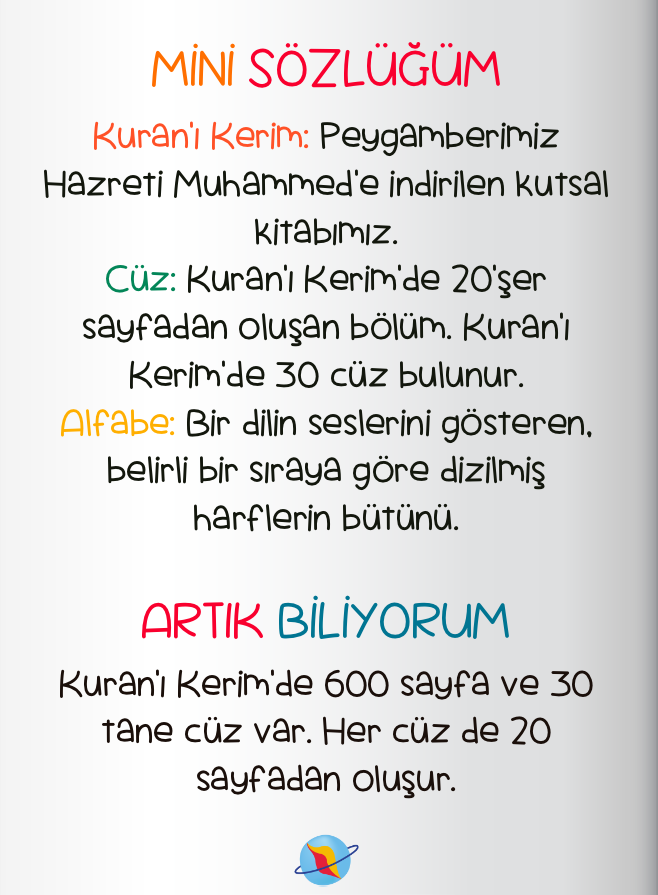 MİNİ SÖZLÜĞÜM
Kuran'ı Kerim: Peygamberimiz
Hazreti Muhammed'e indirilen kutsal
kitabımız.
Cüz: Kuran'ı Kerim'de 20'şer
sayfadan oluşan bölüm. Kuran'ı
Kerim'de 30 cüz bulunur.
Alfabe: Bir dilin seslerini gösteren,
belirli bir sıraya göre dizilmiş
harflerin bütünü.
ARTIK BİLİYORUM
Kuran'ı Kerim'de 600 sayfa ve 30
tane cüz var. Her cüz de 20
sayfadan oluşur.